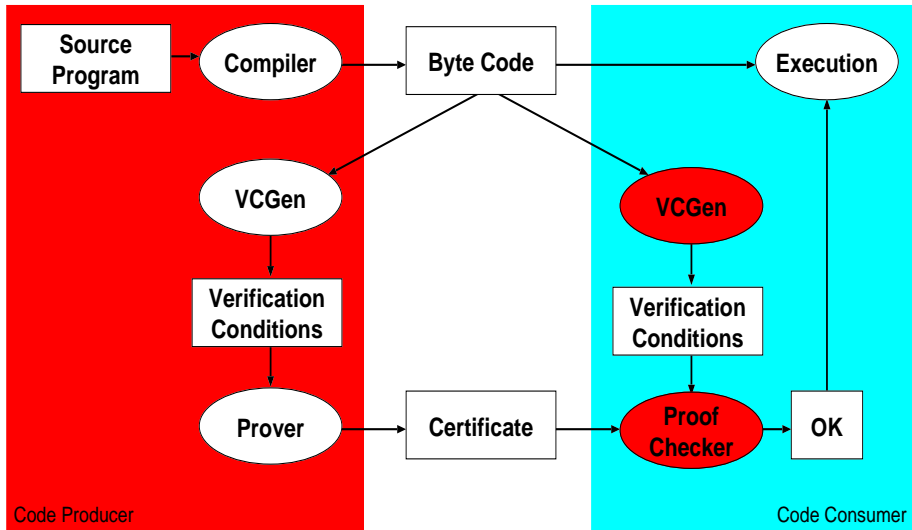 Source
Program
Compiler
Byte Code
Execution
VCGen
VCGen
Verification
Conditions
Verification
Conditions
Prover
Certificate
Proof
Checker
OK
Code Producer
Code Consumer